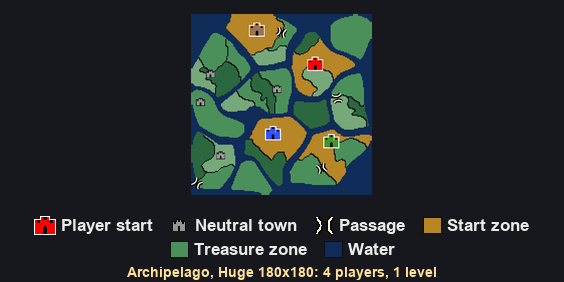 Player start Neutral town Passage Start zone
Treasure zone Water
Archipelago, Huge 180x180: 4 players, 1 level